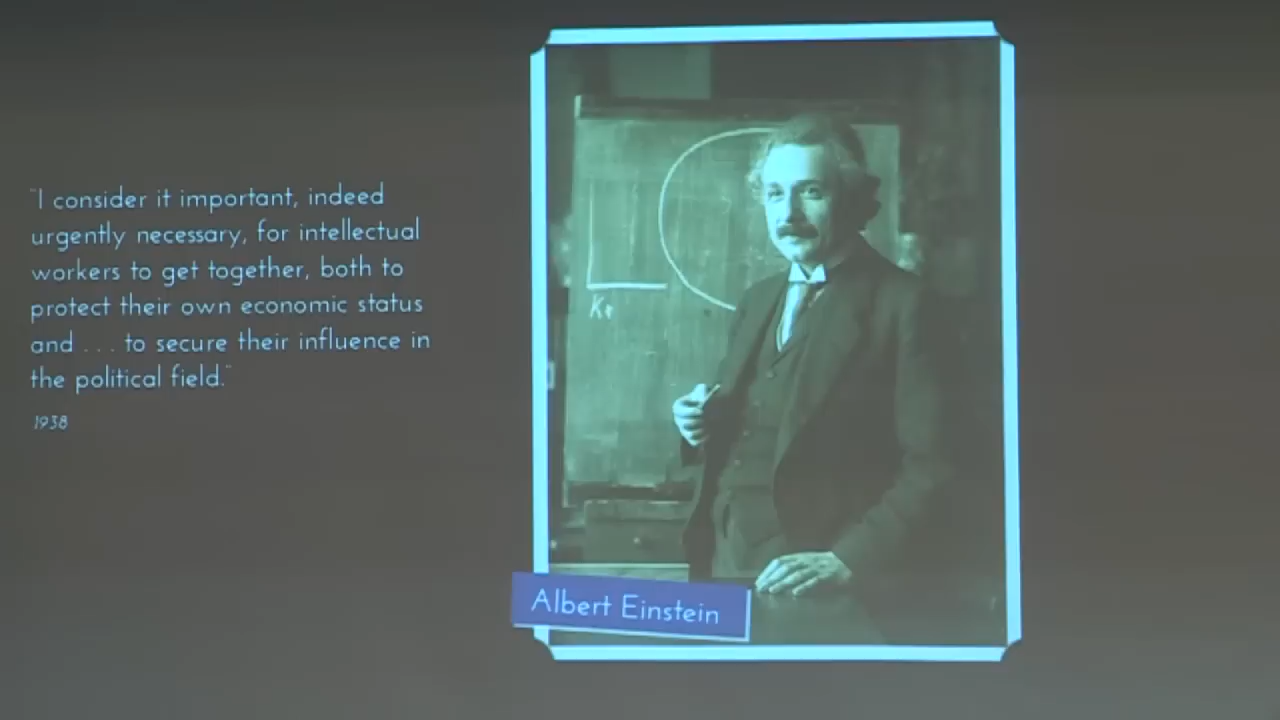 "I consider it important, indeed
urgently necessary, for intellectual
workers to get together, both to
protect their own economic status
and . . . to secure their influence in
the political field."
1938
Albert Einstein